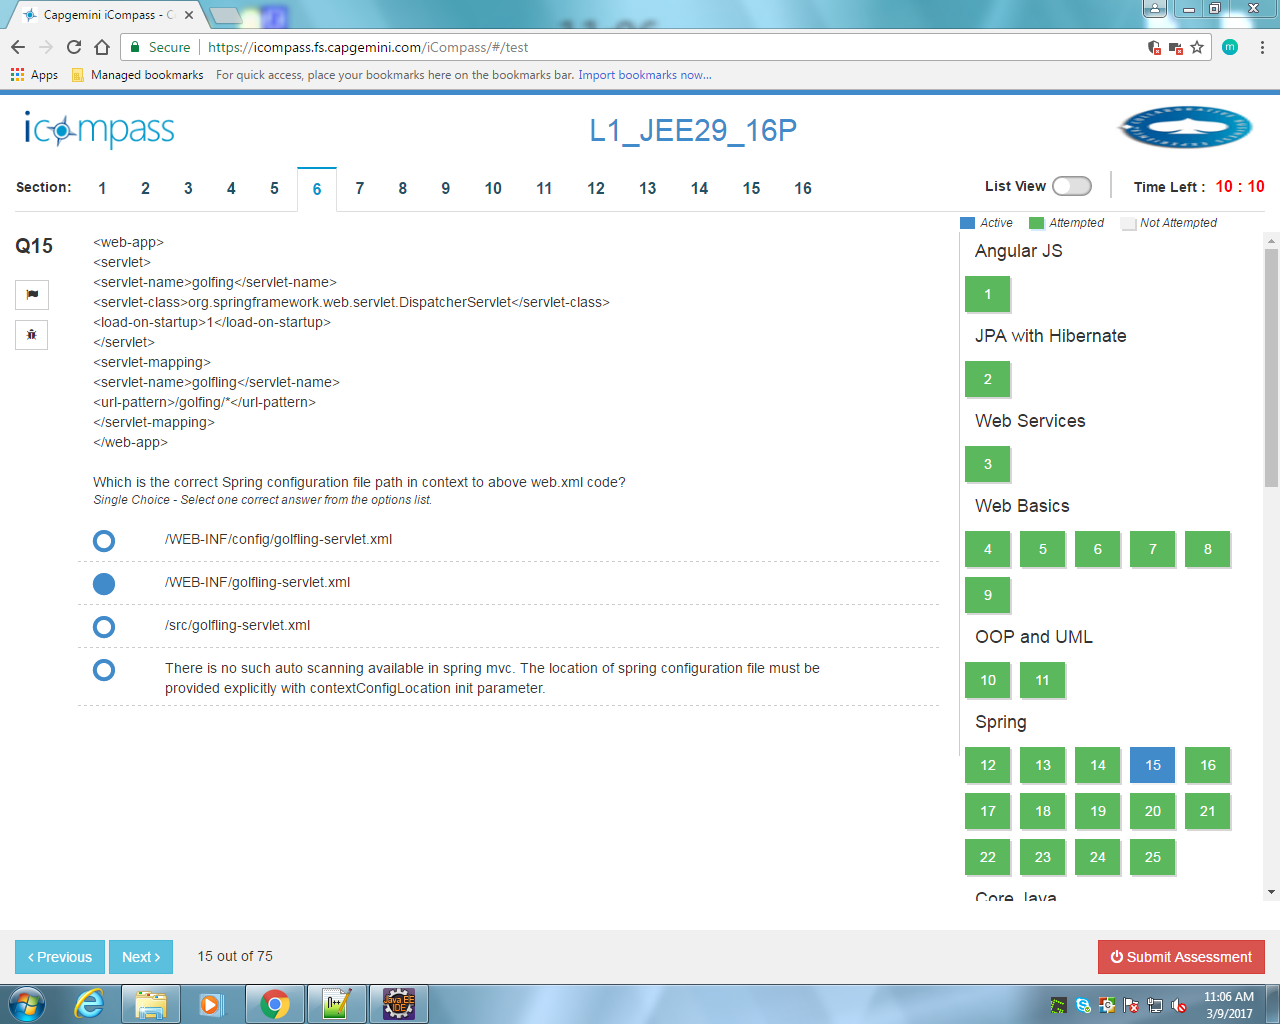 Capgemini iCompass - C
Secure
https://icompass.fs.capgemini.com/iCompass/#/test
m
Apps
Managed bookmarks
For quick access, place your bookmarks here on the bookmarks bar. Import bookmarks now...
icompass
L1_JEE29_16P
Section: 1 2 3 4 5 6 7 8 9 10 11 12 13 14 15 16
List View
Time Left : 10 : 10
Active Attempted Not Attempted
Q15
<web-app>
<servlet>
<servlet-name>golfing</servlet-name>
<servlet-class>org.springframework.web.servlet.DispatcherServlet</servlet-class>
<load-on-startup>1</load-on-startup>
</servlet>
<servlet-mapping>
<servlet-name>golfling</servlet-name>
<url-pattern>/golfing/*</url-pattern>
</servlet-mapping>
</web-app>
Which is the correct Spring configuration file path in context to above web.xml code?
Single Choice - Select one correct answer from the options list.
/WEB-INF/config/golfling-servlet.xml
/WEB-INF/golfling-servlet.xml
/src/golfling-servlet.xml
There is no such auto scanning available in spring mvc. The location of spring configuration file must be
provided explicitly with contextConfigLocation init parameter.
Angular JS
1
JPA with Hibernate
2
Web Services
3
Web Basics
4 5 6 7 8
9
OOP and UML
10 11
Spring
12 13 14 15 16
17 18 19 20 21
22 23 24 25
Core Java
Previous
Next
15 out of 75
Submit Assessment
Java EE
IDE
11:06 AM
3/9/2017